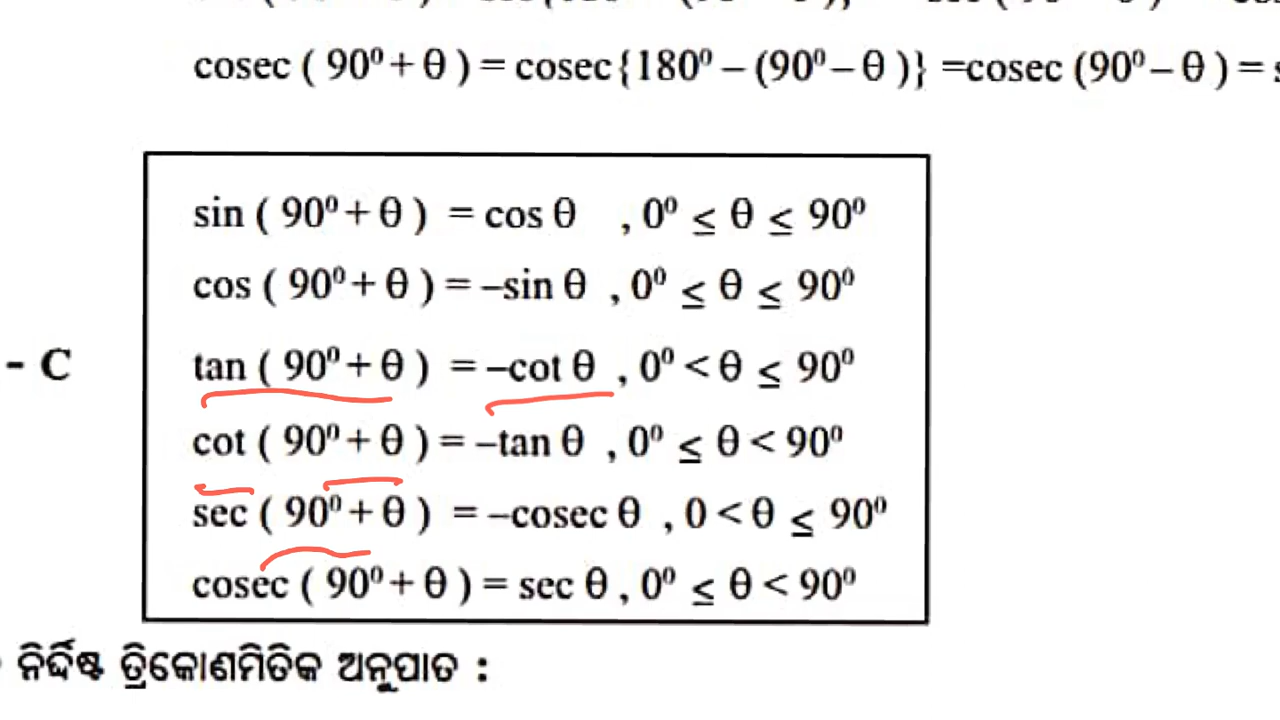 cosec ( 90⁰ + θ ) = cosec{180⁰ – (90⁰ – θ )} =cosec (90⁰ – θ ) =
sin ( 90⁰ + θ ) = cos θ , 0⁰ ≤ θ ≤ 90⁰
cos ( 90⁰ + θ ) = –sin θ , 0⁰ ≤ θ ≤ 90⁰
- C
tan ( 90⁰ + θ ) = –cot θ , 0⁰ < θ ≤ 90⁰
cot ( 90⁰ + θ ) = –tan θ , 0⁰ ≤ θ < 90⁰
sec ( 90⁰ + θ ) = –cosec θ , 0 < θ ≤ 90⁰
cosec ( 90⁰ + θ ) = sec θ , 0⁰ ≤ θ < 90⁰
ନିର୍ଦ୍ଦିଷ୍ଟ ତ୍ରିକୋଣମିତିକ ଅନୁପାତ :